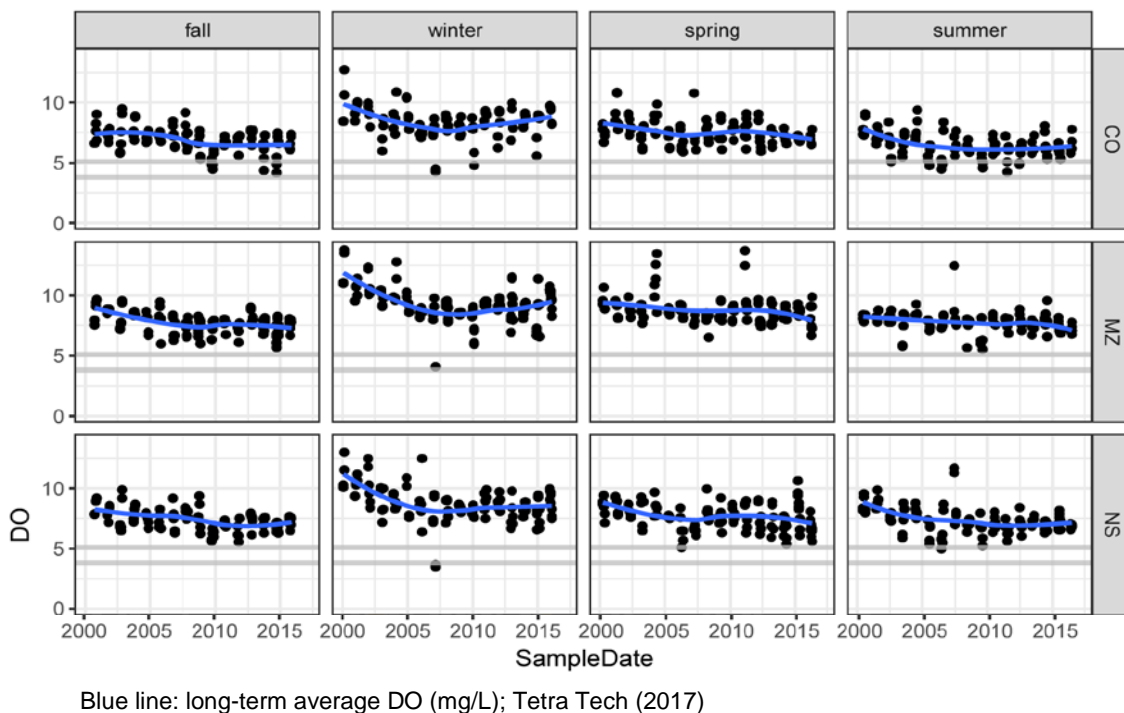 fall winter spring summer
10
5
0
CO
10
5
0
MZ
10
5
0
NS
DO
2000 2005 2010 2015 2000 2005 2010 2015 2000 2005 2010 2015 2000 2005 2010 2015
SampleDate
Blue line: long-term average DO (mg/L); Tetra Tech (2017)